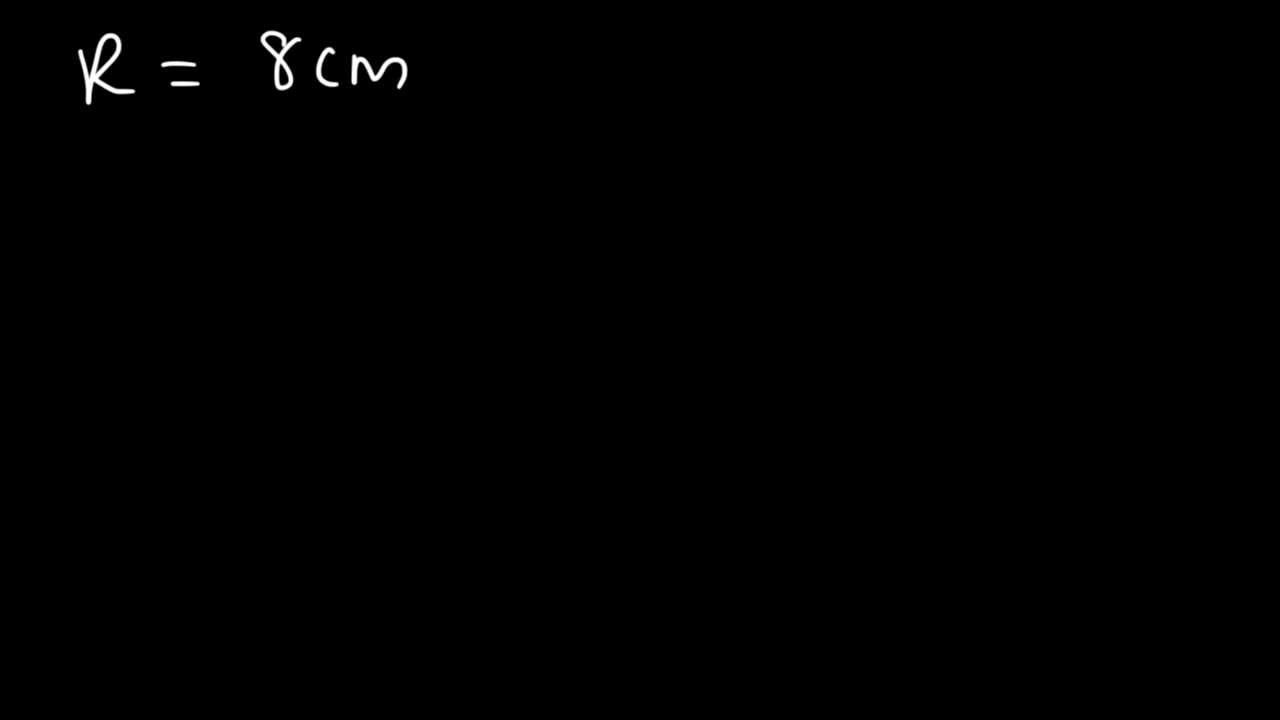 R = 8cm